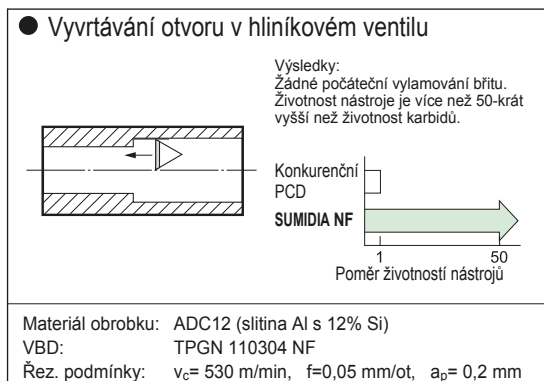 ● Vyvrtávání otvoru v hliníkovém ventilu
Výsledky:
Žádné počáteční vylamování břitu.
Životnost nástroje je více než 50-krát
vyšší než životnost karbidů.
Konkurenční
PCD
SUMIDIA NF
1 50
Poměr životností nástrojů
Materiál obrobku: ADC12 (slitina Al s 12% Si)
VBD: TPGN 110304 NF
Řez. podmínky: vc= 530 m/min, f=0,05 mm/ot, ap= 0,2 mm